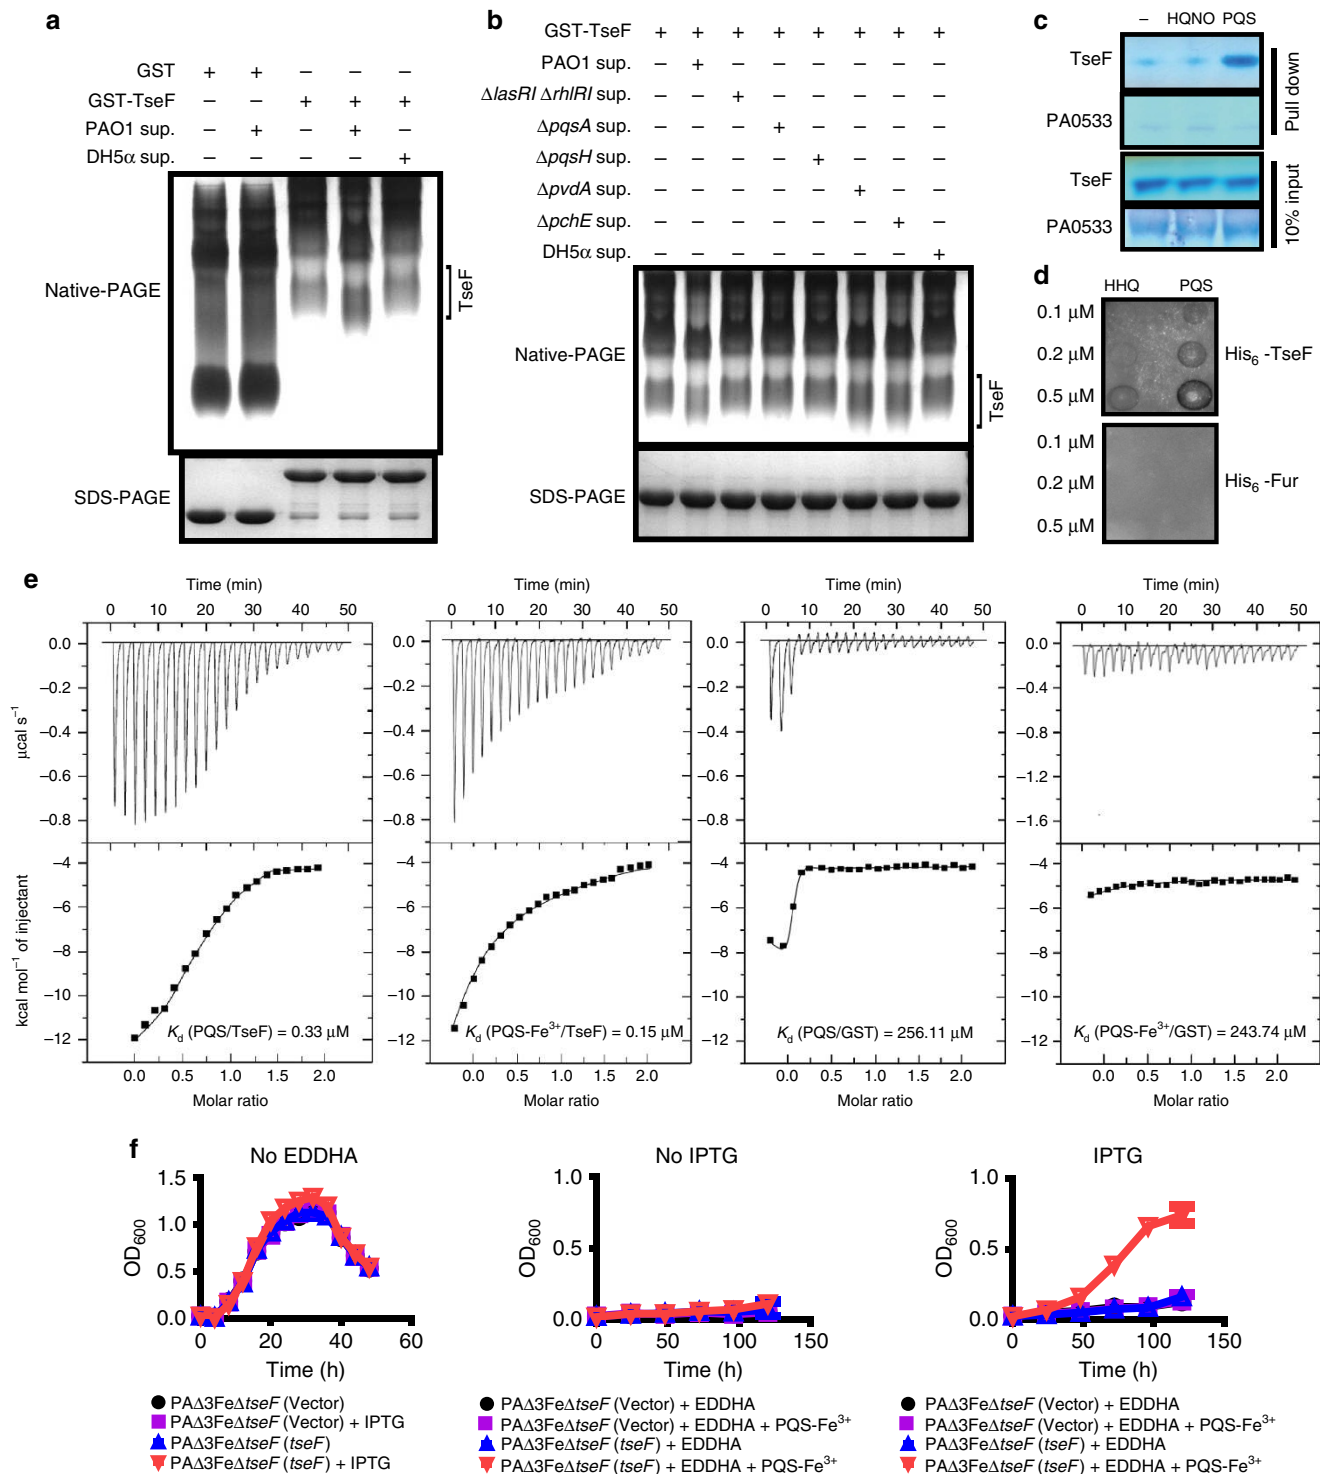 a
GST + + – – –
GST-TseF – – + + +
PAO1 sup. – + – + –
DH5α sup. – – – – +
Native-PAGE
TseF
SDS-PAGE
b
GST-TseF + + + + + + + +
PAO1 sup. – + – – – – – –
ΔlasRI ΔrhlRI sup. – – + – – – – –
ΔpqsA sup. – – – + – – – –
ΔpqsH sup. – – – – + – – –
ΔpvdA sup. – – – – – + – –
ΔpchE sup. – – – – – – + –
DH5α sup. – – – – – – – +
Native-PAGE
TseF
SDS-PAGE
c
– HQNO PQS
TseF
PA0533
Pull down
TseF
PA0533
10% input
d
HHQ PQS
0.1 μM
0.2 μM
0.5 μM
His₆-TseF
0.1 μM
0.2 μM
0.5 μM
His₆-Fur
e
Time (min) Time (min) Time (min) Time (min)
0 10 20 30 40 50 0 10 20 30 40 50 0 10 20 30 40 50 0 10 20 30 40 50
μcal s⁻¹
0.0 –0.2 –0.4 –0.6 –0.8
0.0 –0.2 –0.4 –0.6 –0.8
0.0 –0.2 –0.4 –0.6 –0.8
0.0 –0.4 –0.8 –1.2 –1.6
kcal mol⁻¹ of injectant
–4 –6 –8 –10 –12
–4 –6 –8 –10 –12
–4 –6 –8 –10 –12
–4 –6 –8 –10 –12
Kd (PQS/TseF) = 0.33 μM
Kd (PQS-Fe³⁺/TseF) = 0.15 μM
Kd (PQS/GST) = 256.11 μM
Kd (PQS-Fe³⁺/GST) = 243.74 μM
0.0 0.5 1.0 1.5 2.0 0.0 0.5 1.0 1.5 2.0 0.0 0.5 1.0 1.5 2.0 0.0 0.5 1.0 1.5 2.0
Molar ratio Molar ratio Molar ratio Molar ratio
f
No EDDHA
OD₆₀₀
1.5
1.0
0.5
0.0
0 20 40 60
Time (h)
PAΔ3FeΔtseF (Vector)
PAΔ3FeΔtseF (Vector) + IPTG
PAΔ3FeΔtseF (tseF)
PAΔ3FeΔtseF (tseF) + IPTG
No IPTG
OD₆₀₀
1.0
0.5
0.0
0 50 100 150
Time (h)
PAΔ3FeΔtseF (Vector) + EDDHA
PAΔ3FeΔtseF (Vector) + EDDHA + PQS-Fe³⁺
PAΔ3FeΔtseF (tseF) + EDDHA
PAΔ3FeΔtseF (tseF) + EDDHA + PQS-Fe³⁺
IPTG
OD₆₀₀
1.0
0.5
0.0
0 50 100 150
Time (h)
PAΔ3FeΔtseF (Vector) + EDDHA
PAΔ3FeΔtseF (Vector) + EDDHA + PQS-Fe³⁺
PAΔ3FeΔtseF (tseF) + EDDHA
PAΔ3FeΔtseF (tseF) + EDDHA + PQS-Fe³⁺